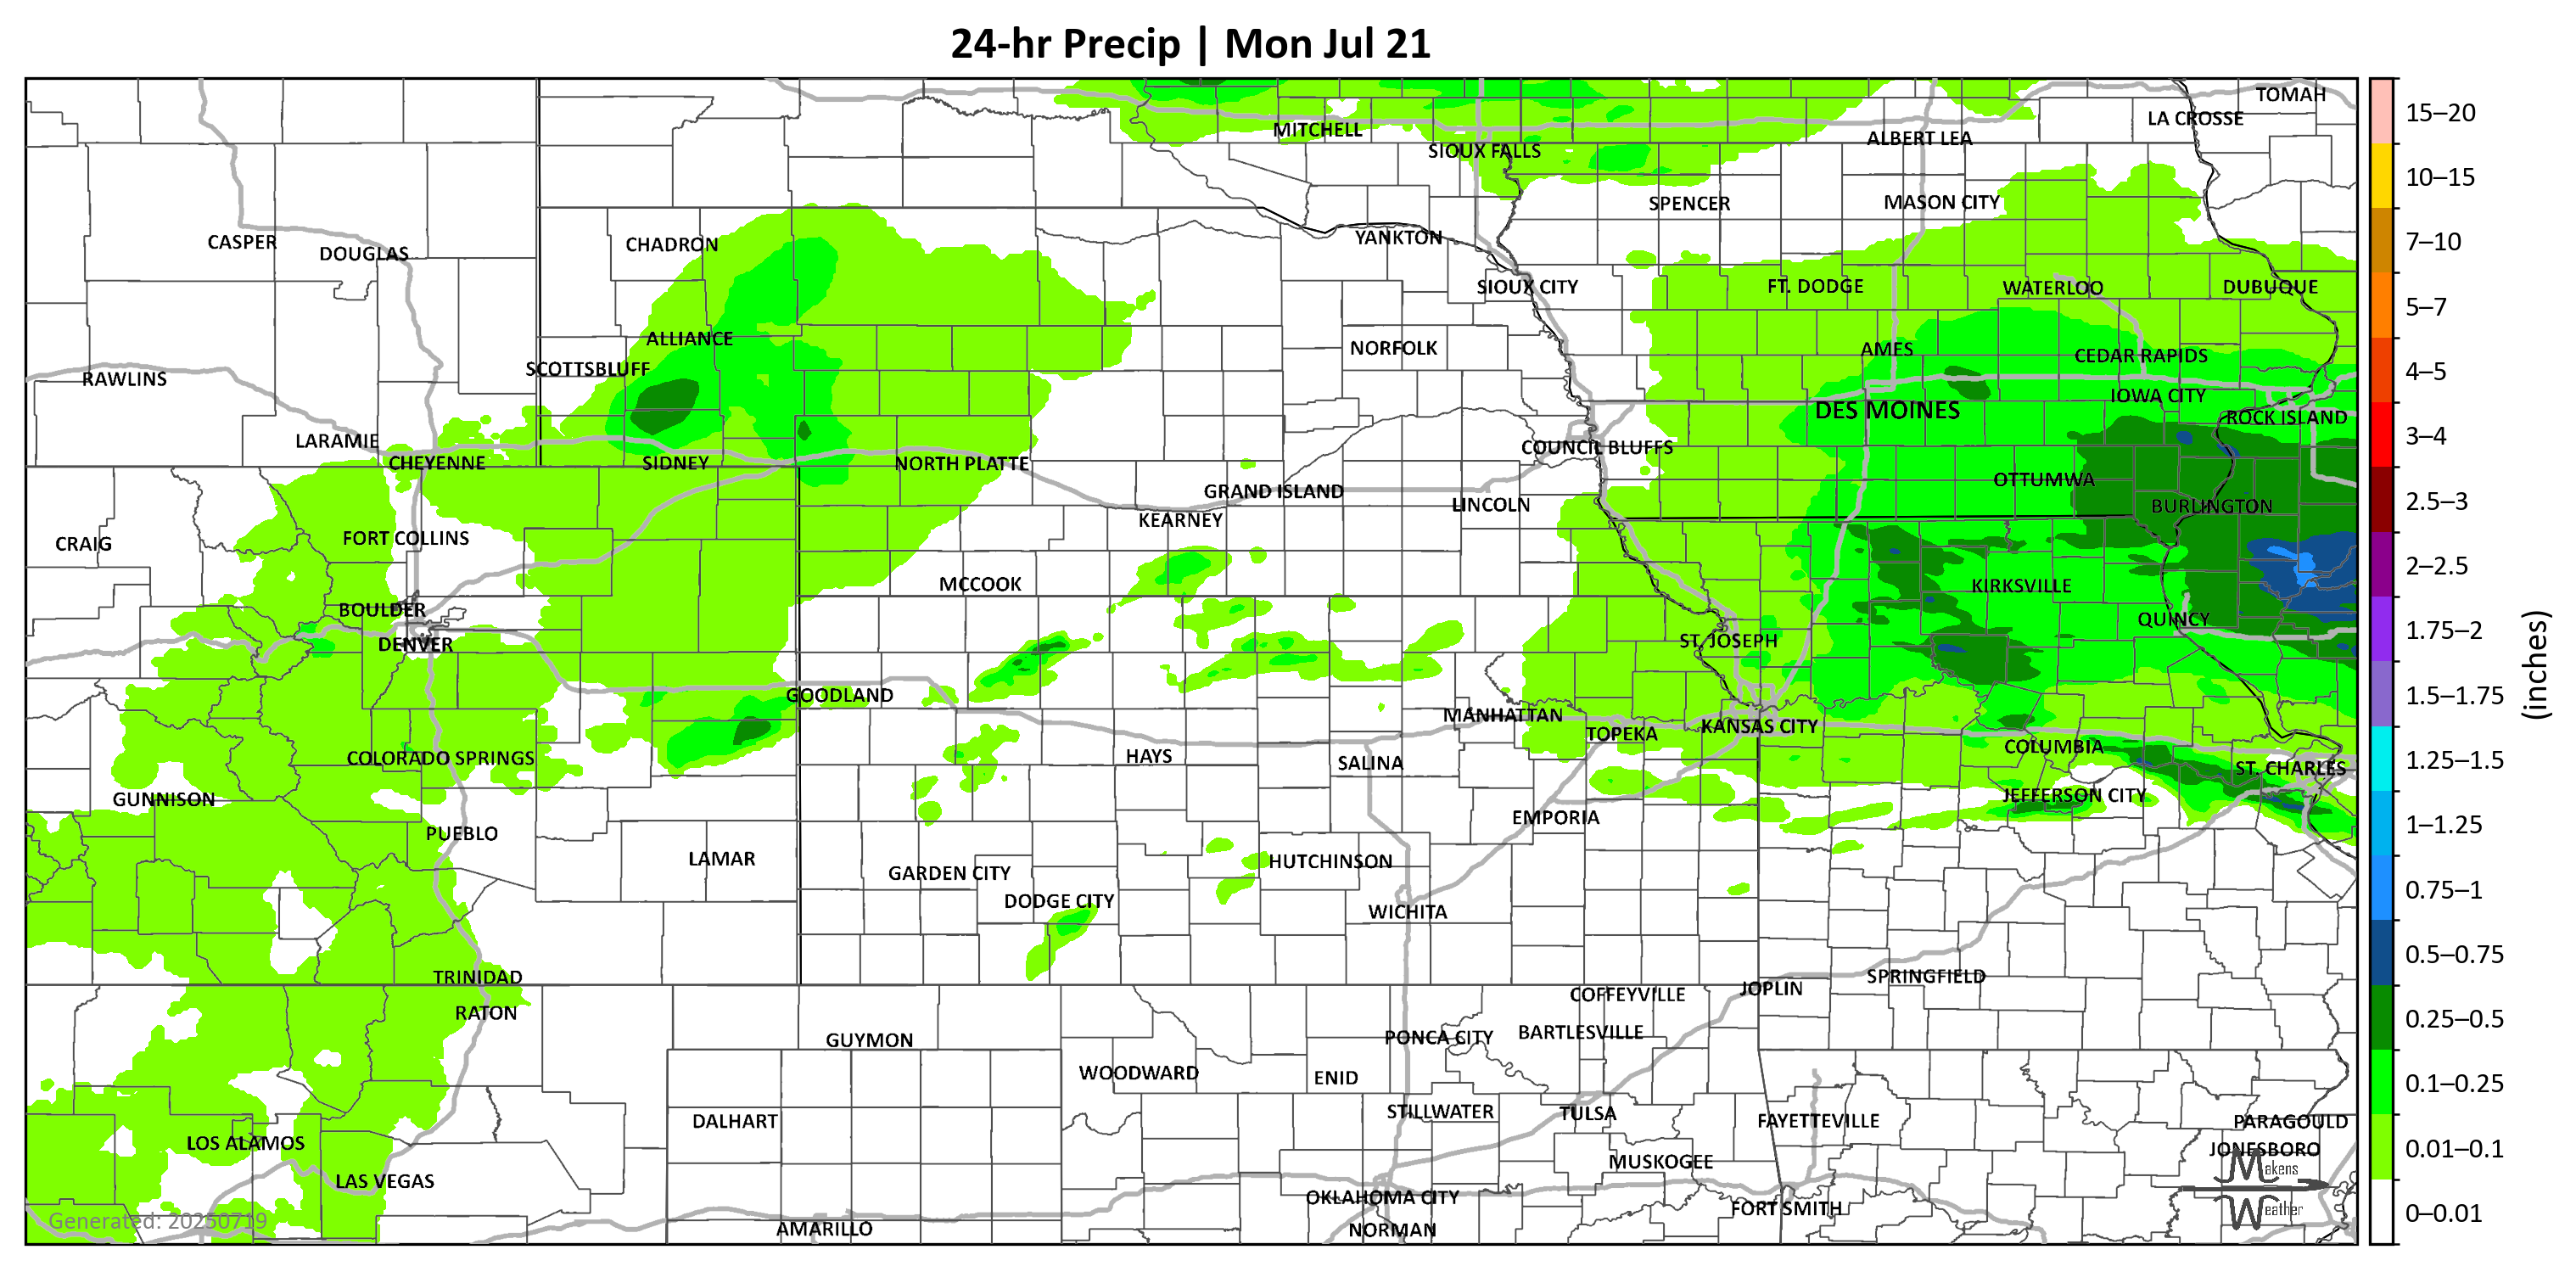 24-hr Precip | Mon Jul 21
TOMAH
LA CROSSE
MITCHELL
ALBERT LEA
SIOUX FALLS
SPENCER
MASON CITY
YANKTON
CASPER
CHADRON
DOUGLAS
SIOUX CITY
FT. DODGE
WATERLOO
DUBUQUE
ALLIANCE
NORFOLK
AMES
CEDAR RAPIDS
SCOTTSBLUFF
RAWLINS
IOWA CITY
DES MOINES
ROCK ISLAND
LARAMIE
COUNCIL BLUFFS
CHEYENNE
SIDNEY
NORTH PLATTE
OTTUMWA
GRAND ISLAND
LINCOLN
BURLINGTON
KEARNEY
FORT COLLINS
CRAIG
MCCOOK
KIRKSVILLE
BOULDER
QUINCY
DENVER
ST. JOSEPH
GOODLAND
MANHATTAN
KANSAS CITY
TOPEKA
COLUMBIA
COLORADO SPRINGS
HAYS
SALINA
ST. CHARLES
GUNNISON
JEFFERSON CITY
EMPORIA
PUEBLO
LAMAR
HUTCHINSON
GARDEN CITY
DODGE CITY
WICHITA
TRINIDAD
SPRINGFIELD
JOPLIN
COFFEYVILLE
RATON
BARTLESVILLE
PONCA CITY
GUYMON
WOODWARD
ENID
STILLWATER
TULSA
DALHART
FAYETTEVILLE
PARAGOULD
LOS ALAMOS
JONESBORO
MUSKOGEE
LAS VEGAS
OKLAHOMA CITY
FORT SMITH
AMARILLO
NORMAN
Generated: 20250719
Makens
Weather
15–20
10–15
7–10
5–7
4–5
3–4
2.5–3
2–2.5
1.75–2
1.5–1.75
1.25–1.5
1–1.25
0.75–1
0.5–0.75
0.25–0.5
0.1–0.25
0.01–0.1
0–0.01
(inches)